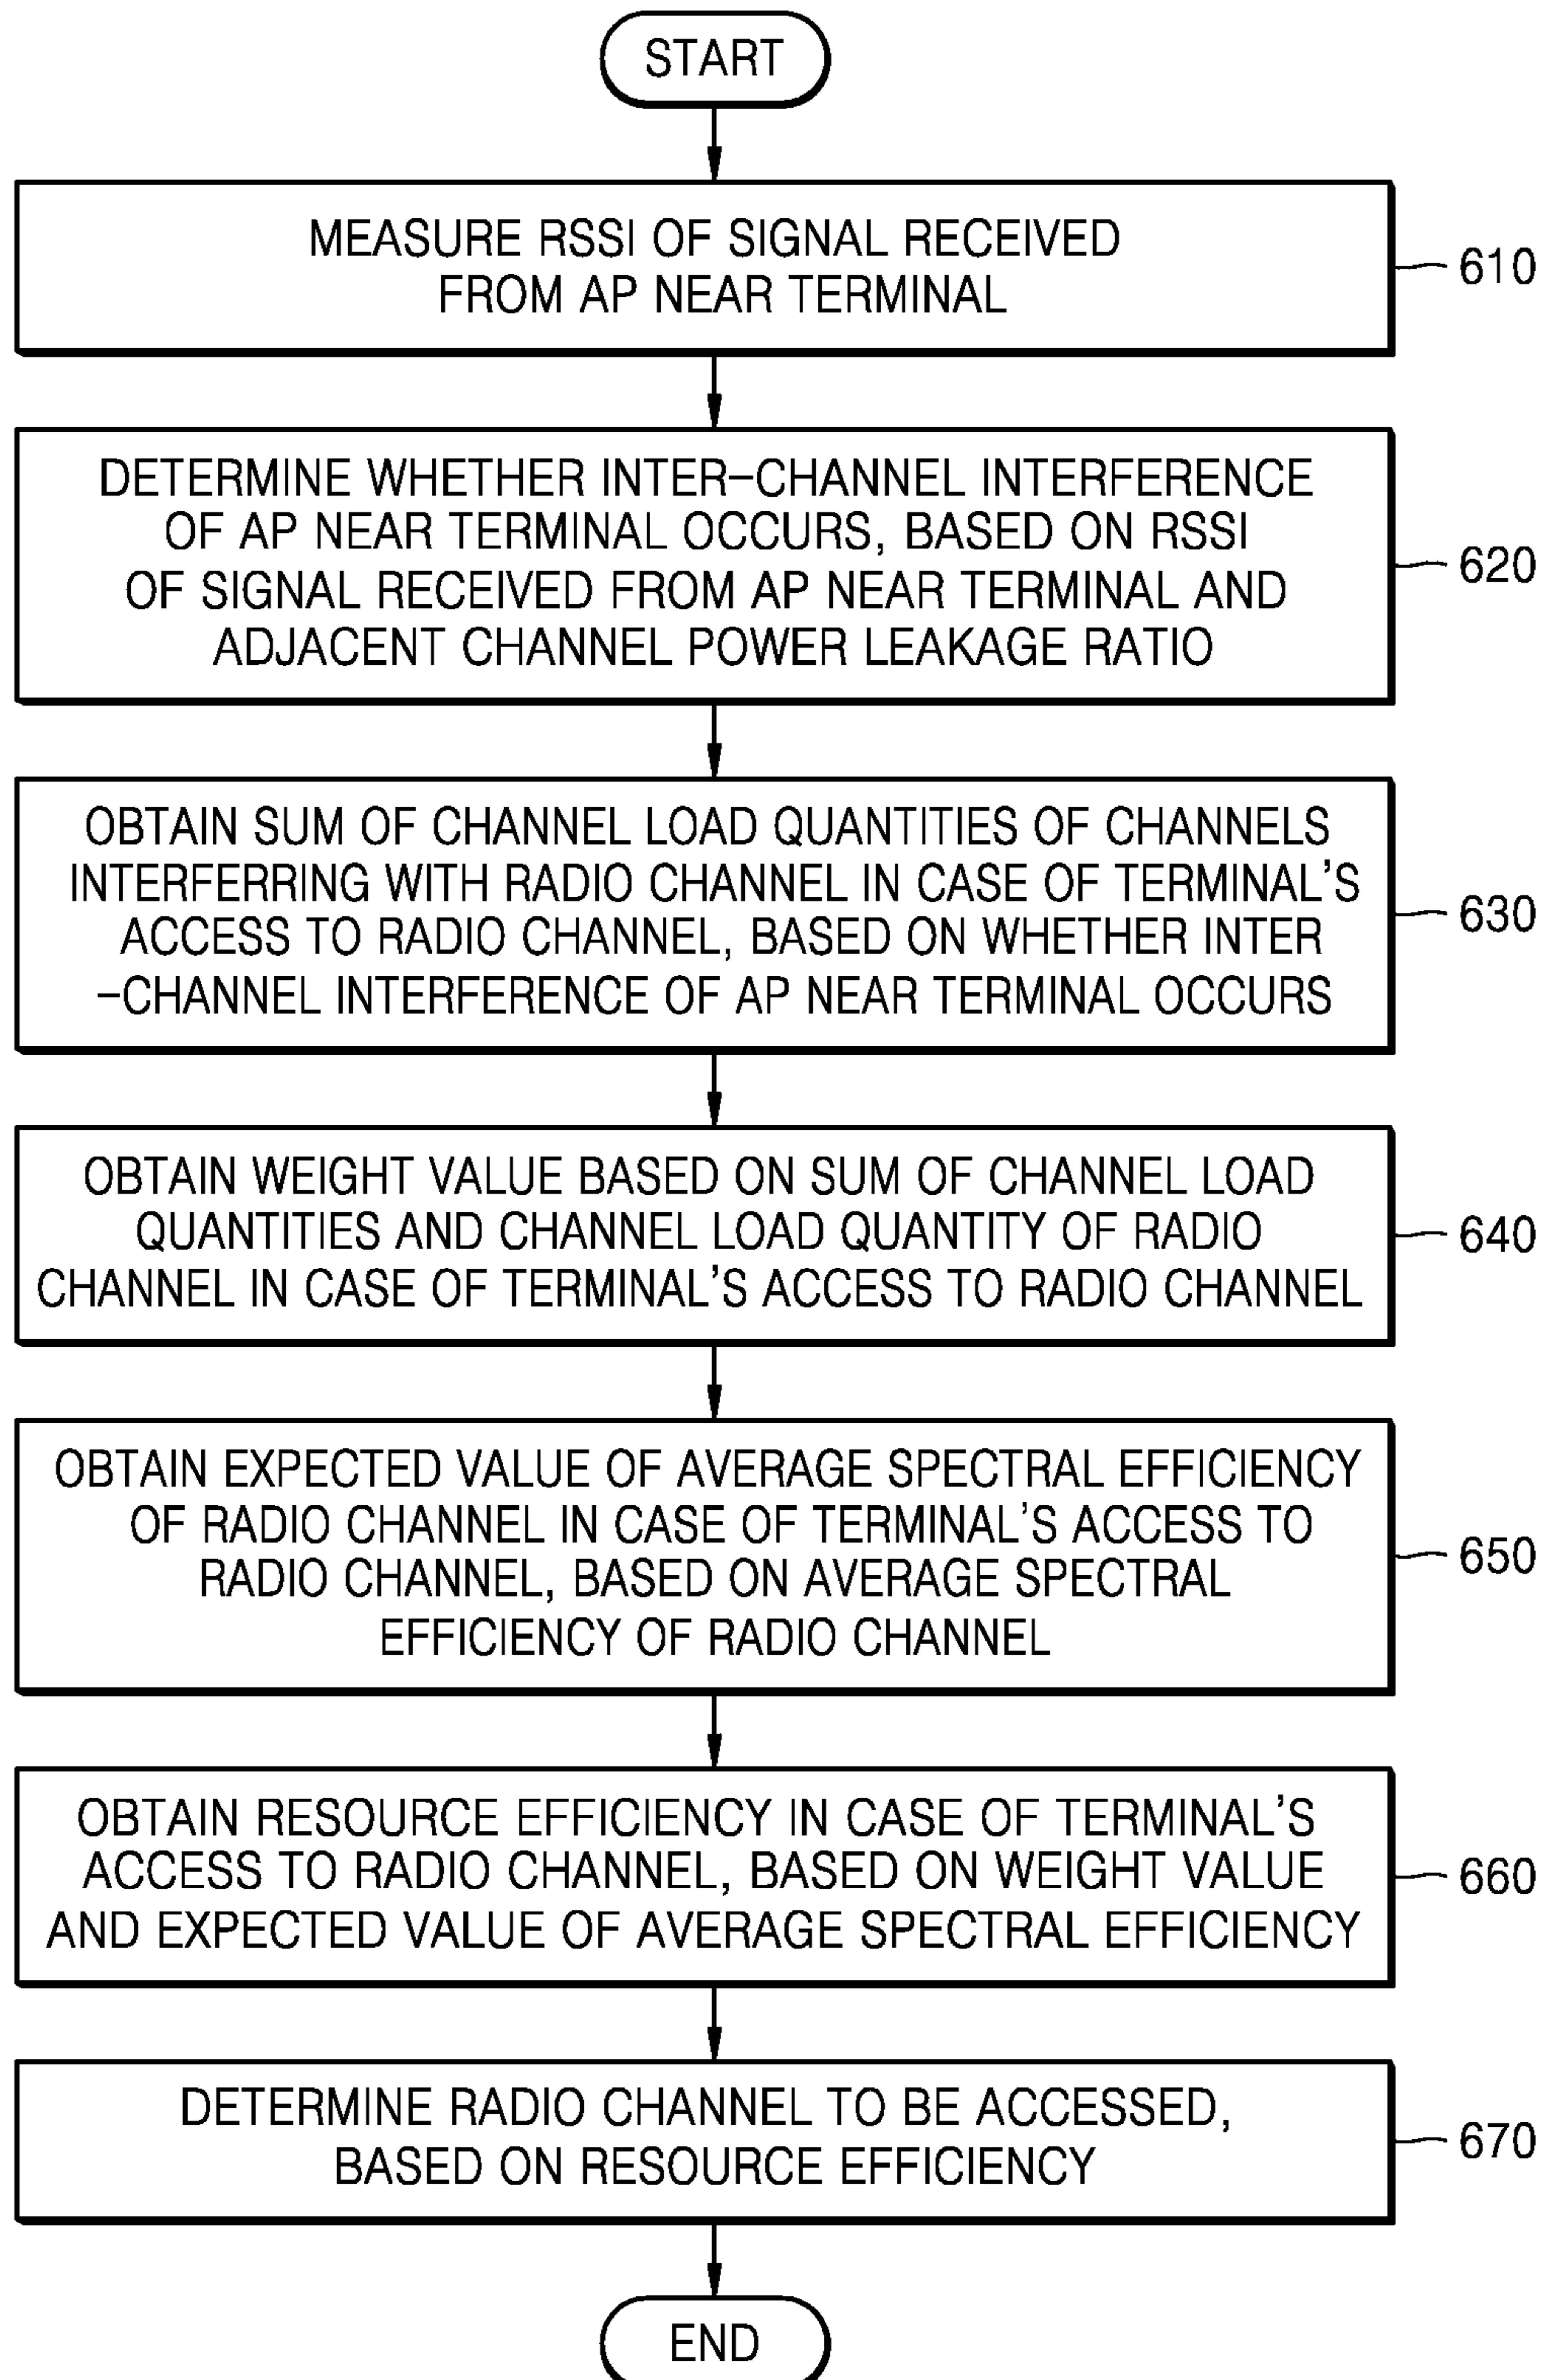 START
MEASURE RSSI OF SIGNAL RECEIVED
FROM AP NEAR TERMINAL
610
DETERMINE WHETHER INTER-CHANNEL INTERFERENCE
OF AP NEAR TERMINAL OCCURS, BASED ON RSSI
OF SIGNAL RECEIVED FROM AP NEAR TERMINAL AND
ADJACENT CHANNEL POWER LEAKAGE RATIO
620
OBTAIN SUM OF CHANNEL LOAD QUANTITIES OF CHANNELS
INTERFERRING WITH RADIO CHANNEL IN CASE OF TERMINAL'S
ACCESS TO RADIO CHANNEL, BASED ON WHETHER INTER
-CHANNEL INTERFERENCE OF AP NEAR TERMINAL OCCURS
630
OBTAIN WEIGHT VALUE BASED ON SUM OF CHANNEL LOAD
QUANTITIES AND CHANNEL LOAD QUANTITY OF RADIO
CHANNEL IN CASE OF TERMINAL'S ACCESS TO RADIO CHANNEL
640
OBTAIN EXPECTED VALUE OF AVERAGE SPECTRAL EFFICIENCY
OF RADIO CHANNEL IN CASE OF TERMINAL'S ACCESS TO
RADIO CHANNEL, BASED ON AVERAGE SPECTRAL
EFFICIENCY OF RADIO CHANNEL
650
OBTAIN RESOURCE EFFICIENCY IN CASE OF TERMINAL'S
ACCESS TO RADIO CHANNEL, BASED ON WEIGHT VALUE
AND EXPECTED VALUE OF AVERAGE SPECTRAL EFFICIENCY
660
DETERMINE RADIO CHANNEL TO BE ACCESSED,
BASED ON RESOURCE EFFICIENCY
670
END